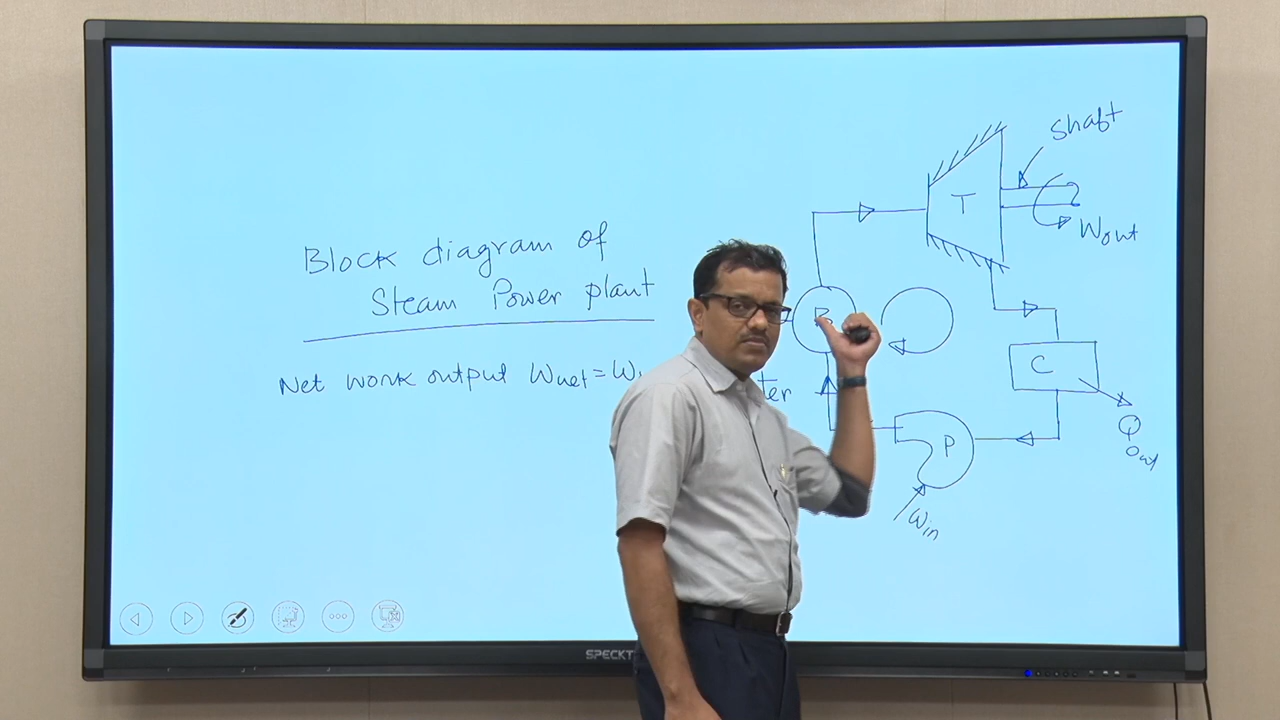 Block diagram of
Steam Power plant
Net work output Wnet = W
ter
Shaft
T
Wout
B
C
Qout
P
Win
SPECKT